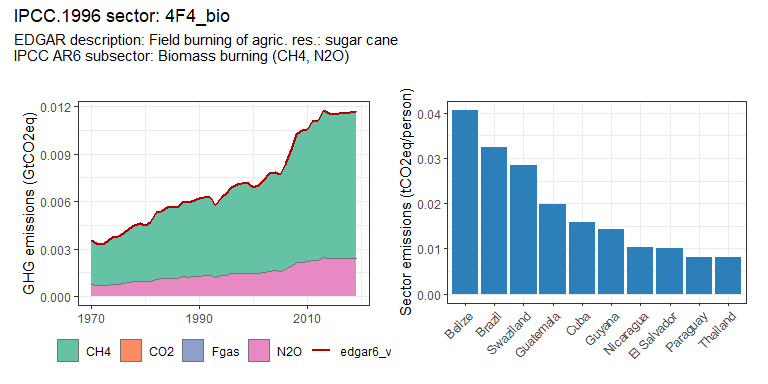 IPCC.1996 sector: 4F4_bio
EDGAR description: Field burning of agric. res.: sugar cane
IPCC AR6 subsector: Biomass burning (CH4, N2O)
GHG emissions (GtCO2eq)
0.012
0.009
0.006
0.003
0.000
1970
1990
2010
CH4
CO2
Fgas
N2O
edgar6_v
Sector emissions (tCO2eq/person)
0.04
0.03
0.02
0.01
0.00
Belize
Brazil
Swaziland
Guatemala
Cuba
Guyana
Nicaragua
El Salvador
Paraguay
Thailand